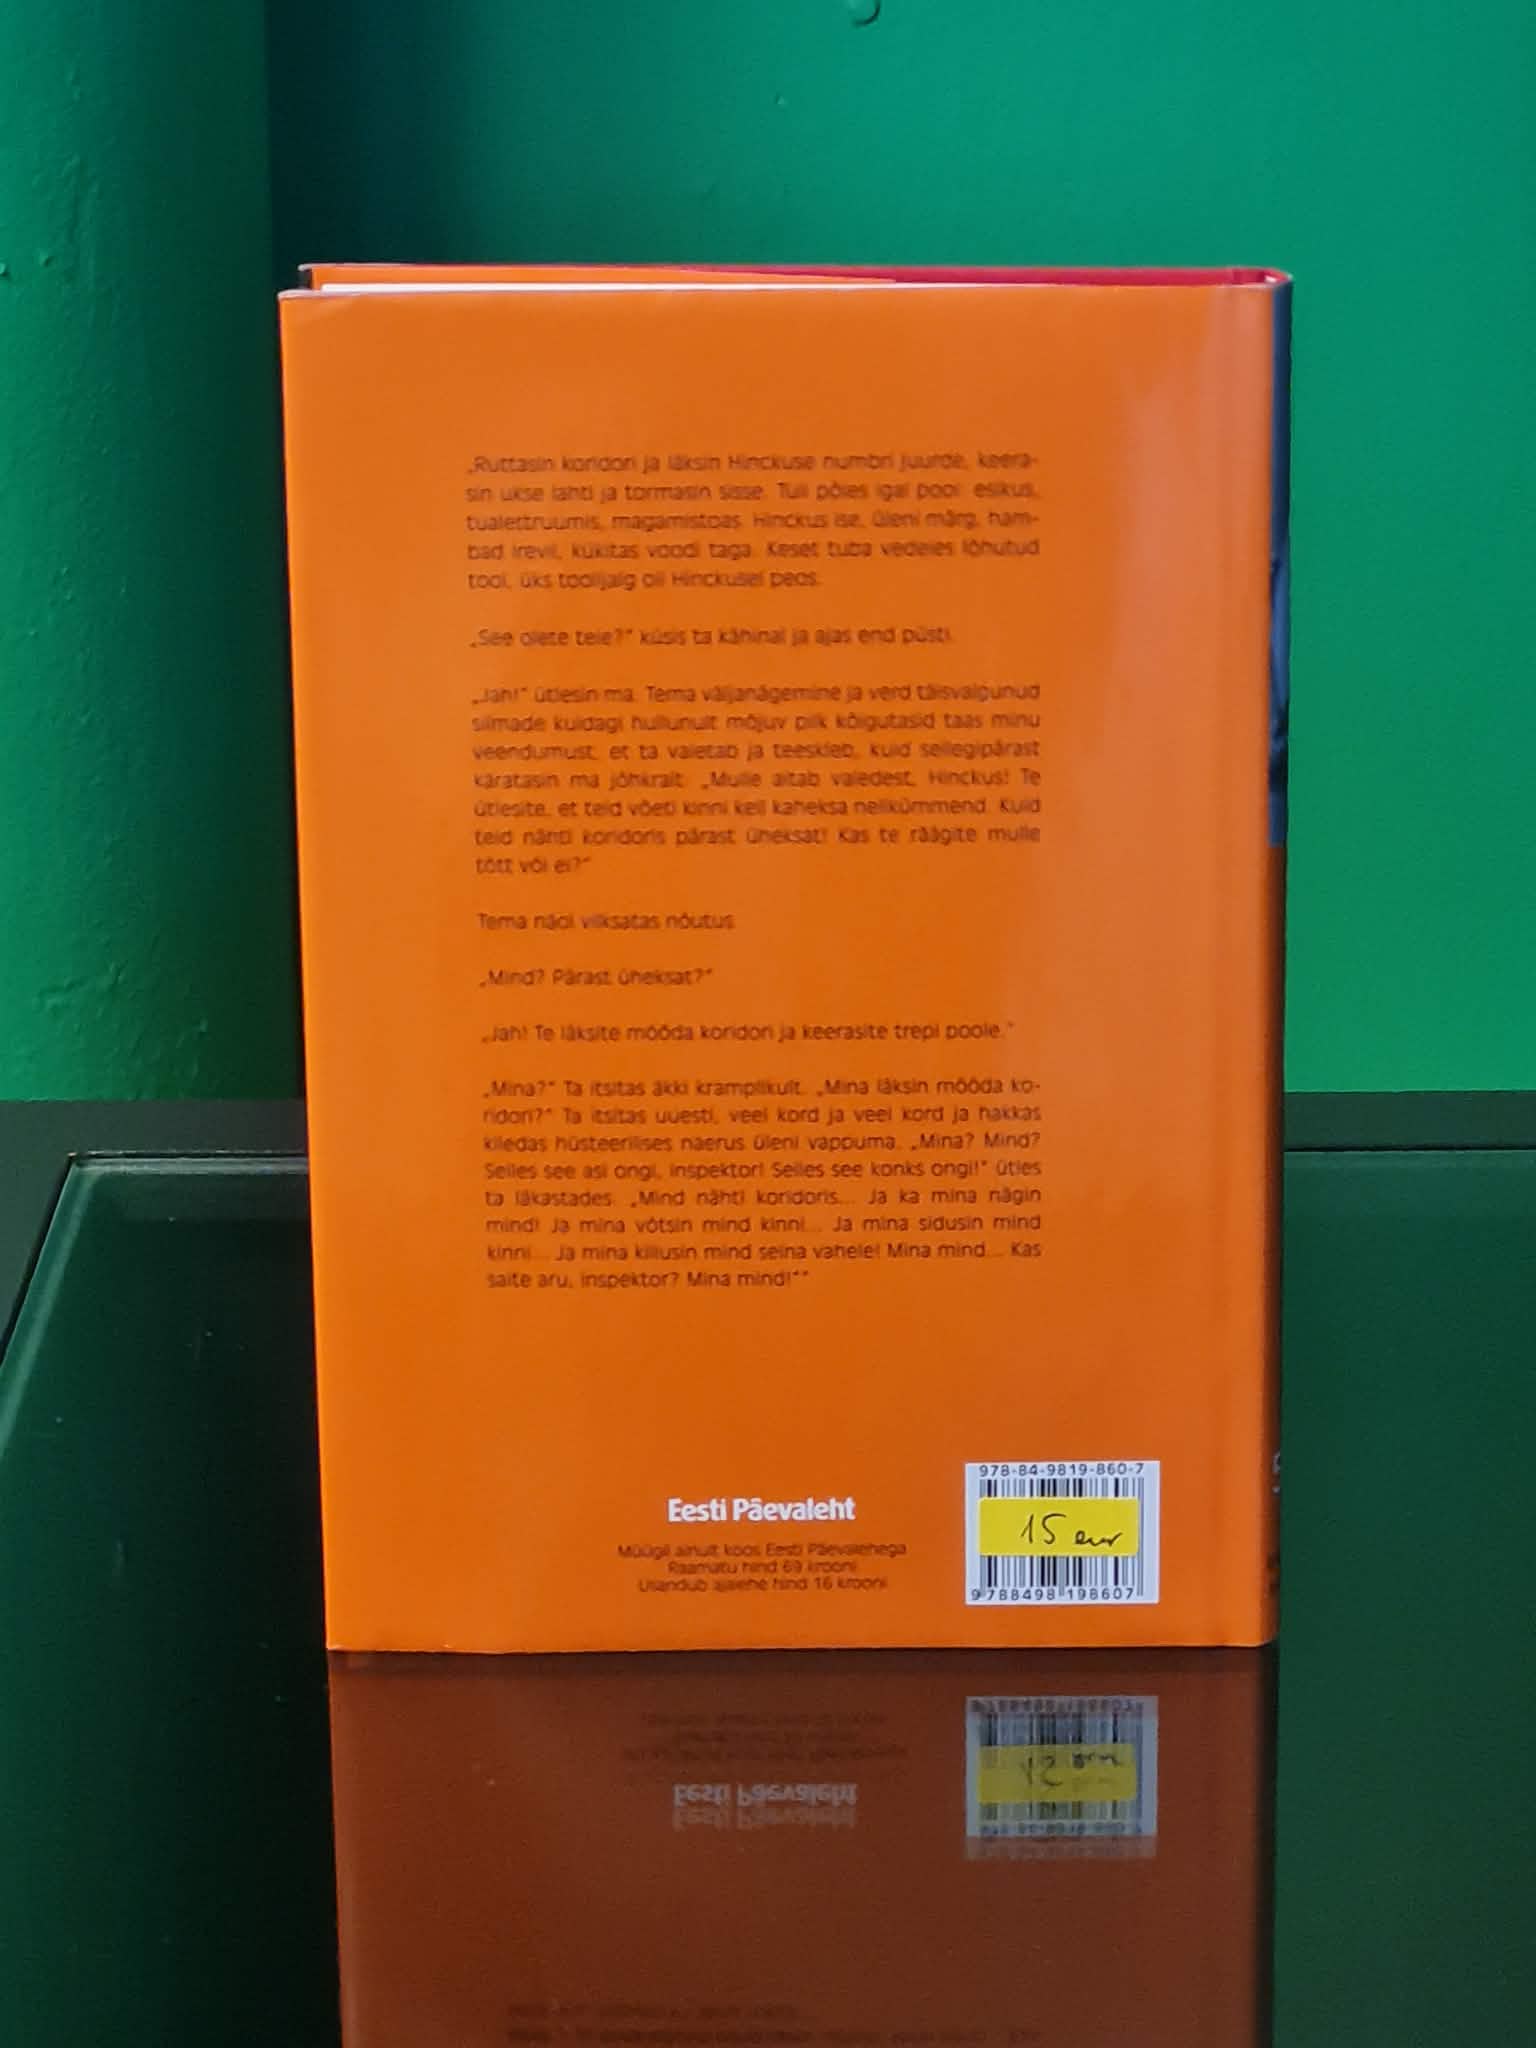 „Ruttasin koridori ja läksin Hinckuse numbri juurde, keera-
sin ukse lahti ja tormasin sisse. Tuli põles igal pool: esikus,
tualettruumis, magamistoas. Hinckus ise, üleni märg, ham-
bad irevil, kükitas voodi taga. Keset tuba vedeles lõhutud
tool, üks toolijalg oli Hinckusel peos.
„See olete teie?“ küsis ta kähinal ja ajas end püsti.
„Jah!“ ütlesin ma. Tema väljanägemine ja verd täisvalgunud
silmade kuidagi hullunult mõjuv pilk kõigutasid taas minu
veendumust, et ta valetab ja teeskleb, kuid sellegipärast
käratasin ma jõhkralt: „Mulle aitab valedest, Hinckus! Te
ütlesite, et teid võeti kinni kell kaheksa nelikümmend. Kuid
teid nähti koridoris pärast üheksat! Kas te räägite mulle
tõtt või ei?“
Tema näol vilksatas nõutus.
„Mind? Pärast üheksat?“
„Jah! Te läksite mööda koridori ja keerasite trepi poole.“
„Mina?“ Ta itsitas äkki kramplikult. „Mina läksin mööda ko-
ridori?“ Ta itsitas uuesti, veel kord ja veel kord ja hakkas
kiledas hüsteerilises naerus üleni vappuma. „Mina? Mind?
Selles see asi ongi, inspektor! Selles see konks ongi!“ ütles
ta läkastades. „Mind nähti koridoris... Ja ka mina nägin
mind! Ja mina võtsin mind kinni... Ja mina sidusin mind
kinni... Ja mina kiilusin mind seina vahele! Mina mind... Kas
saite aru, inspektor? Mina mind!““
Eesti Päevaleht
Müügil ainult koos Eesti Päevalehega
Raamatu hind 69 krooni
Lisandub ajalehe hind 16 krooni
978-84-9819-860-7
15 eur
9 788498 198607